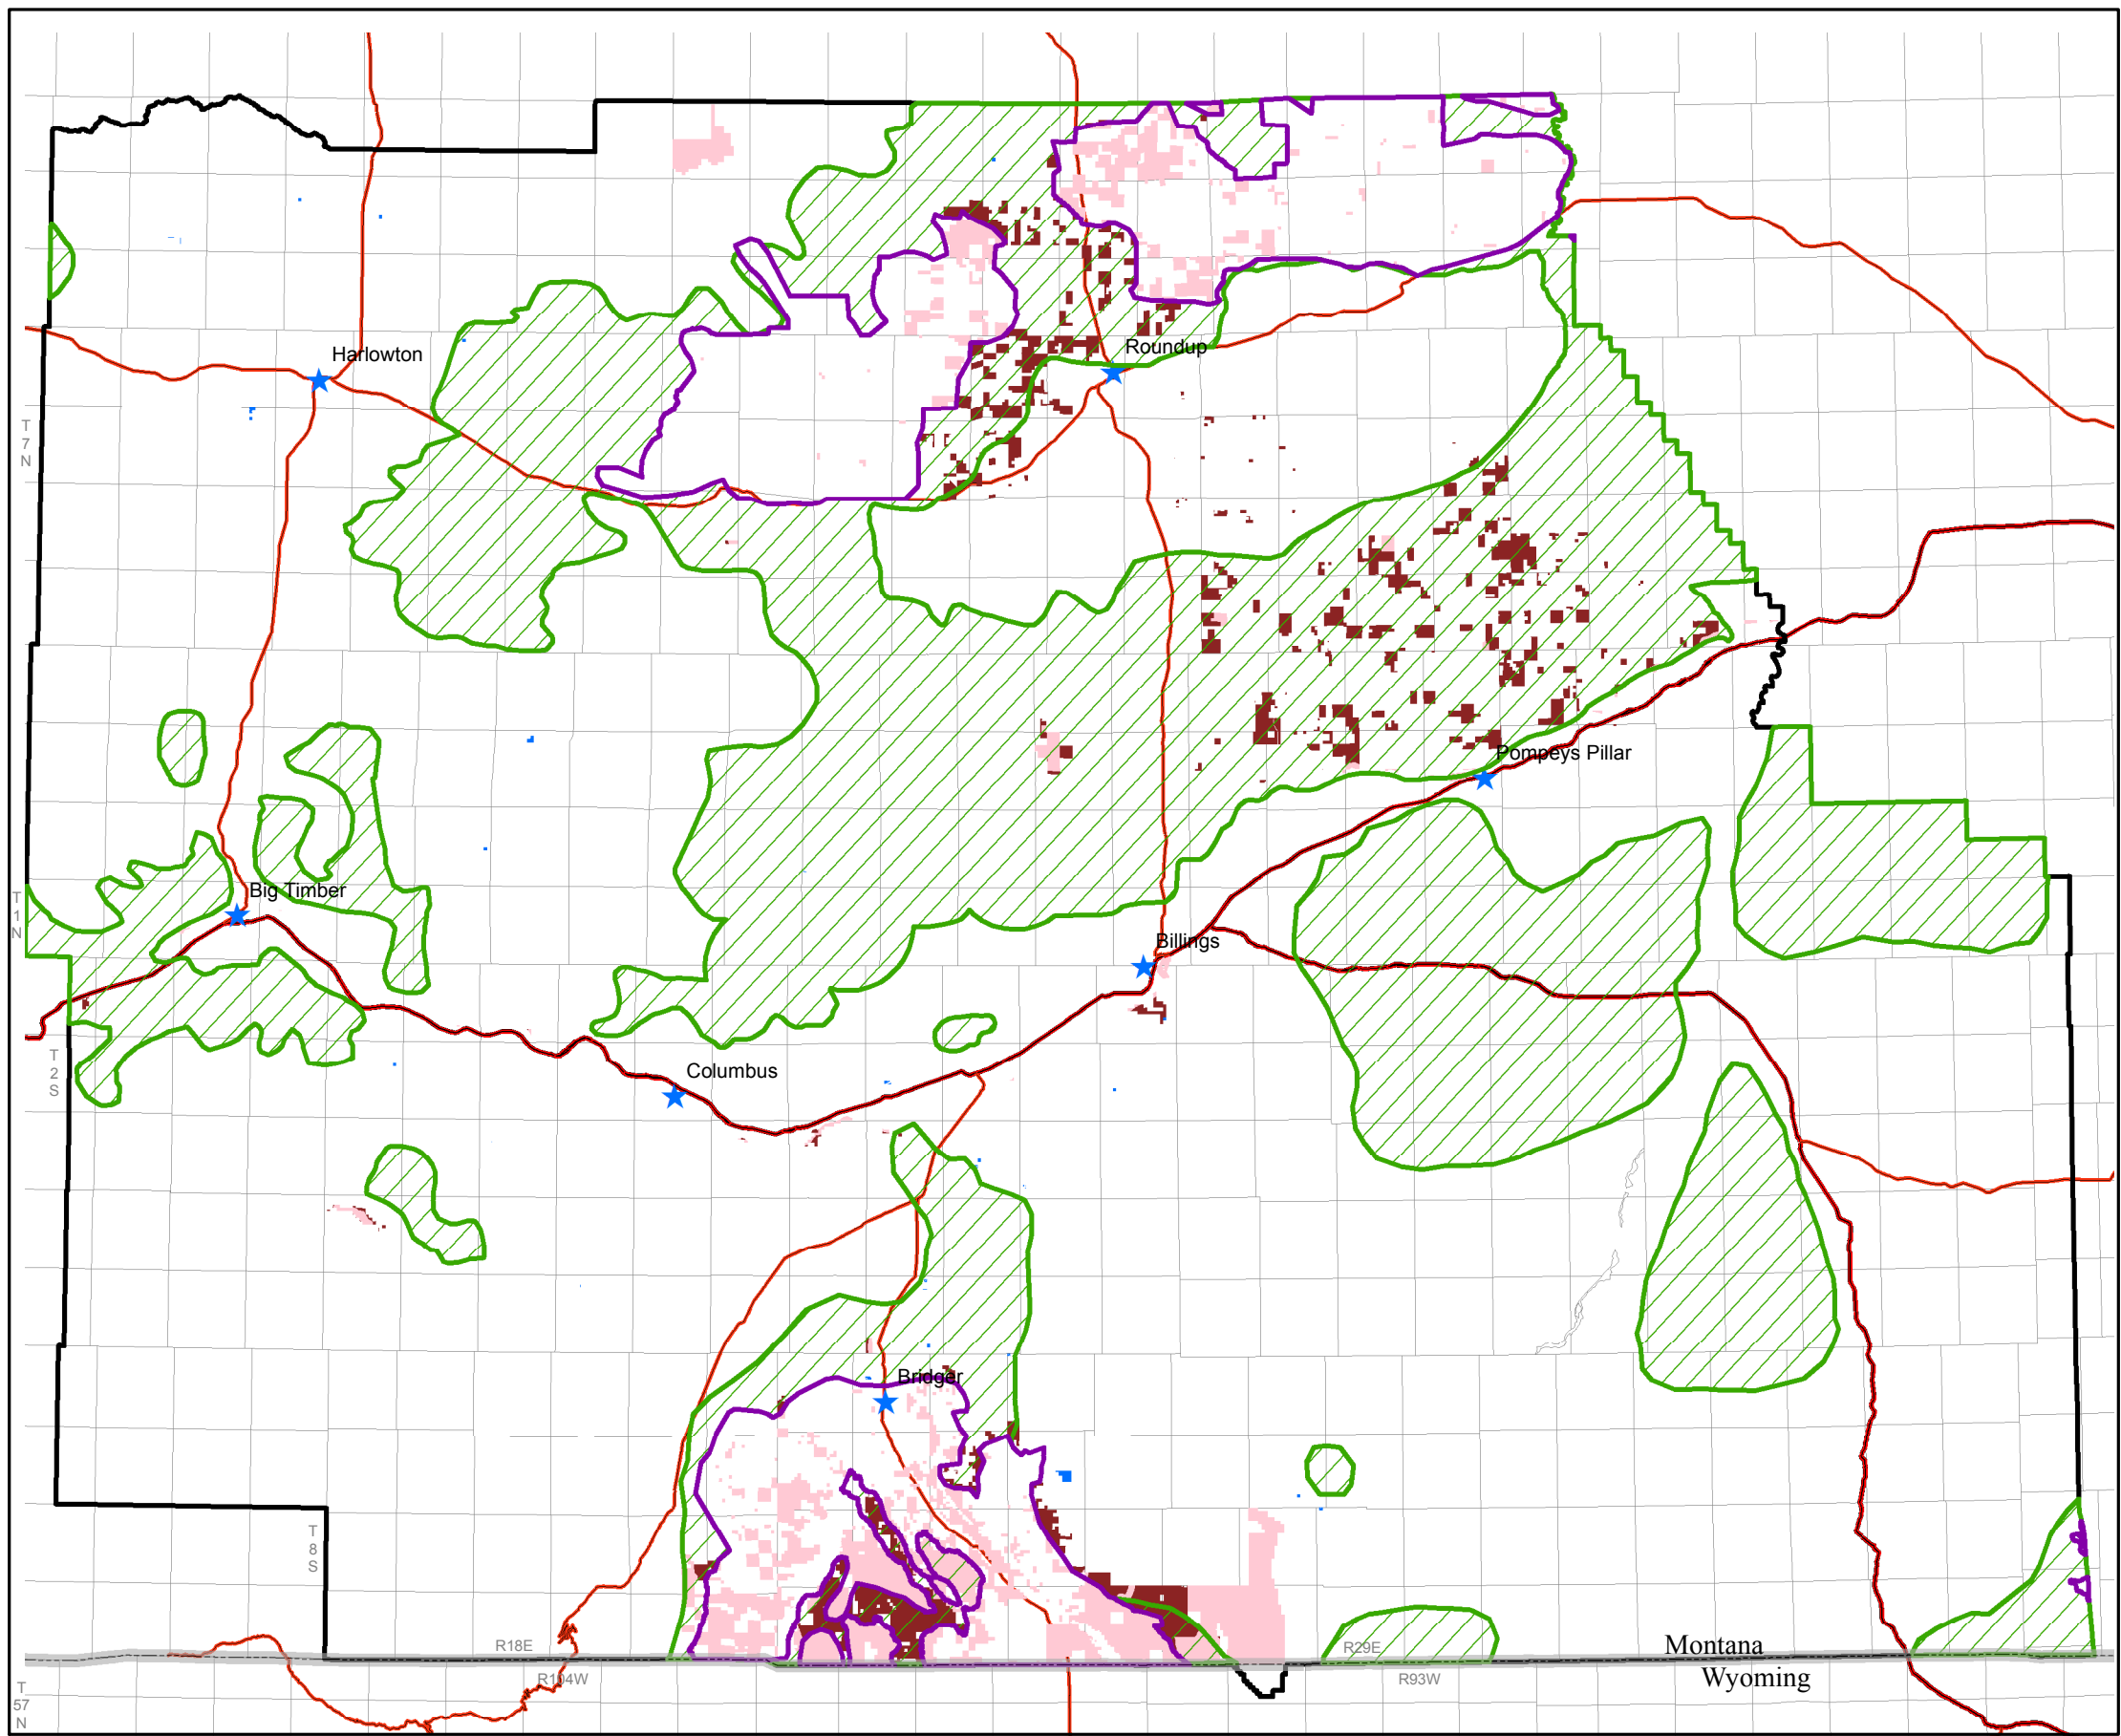 Harlowton
Roundup
T
7
N
Pompeys Pillar
Big Timber
T
1
N
Billings
T
2
S
Columbus
Bridger
T
8
S
R18E
R29E
Montana
R104W
R93W
Wyoming
T
57
N